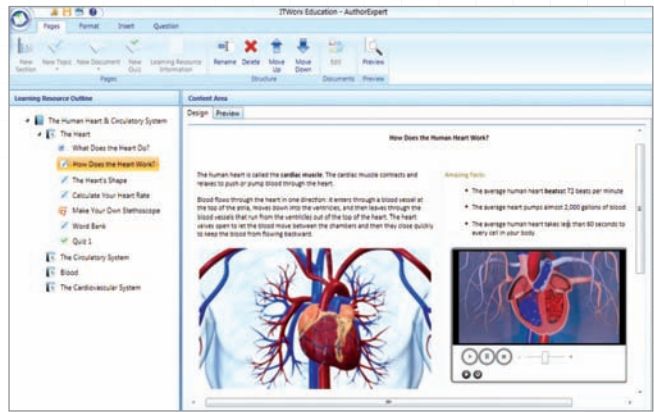 ITWorx Education - AuthorExpert
Pages Format Insert Question
New Section
New Topic
New Document
New Quiz
Learning Resource Information
Rename
Delete
Move Up
Move Down
Edit
Preview
Pages Structure Documents Preview
Learning Resource Outline
The Human Heart & Circulatory System
The Heart
What Does the Heart Do?
How Does the Heart Work?
The Heart's Shape
Calculate Your Heart Rate
Make Your Own Stethoscope
Word Bank
Quiz 1
The Circulatory System
Blood
The Cardiovascular System
Content Area
Design Preview
How Does the Human Heart Work?
The human heart is called the cardiac muscle. The cardiac muscle contracts and
relaxes to push or pump blood through the heart.
Blood flows through the heart in one direction: it enters through a blood vessel at
the top of the atria, moves down into the ventricles, and then leaves through the
blood vessels that run from the ventricles out of the top of the heart. The heart
valves open to let the blood move between the chambers and then they close quickly
to keep the blood from flowing backward.
Amazing Facts:
The average human heart beatsat 72 beats per minute
The average heart pumps almost 2,000 gallons of blood
The average human heart takes less then 60 seconds to
every cell in your body